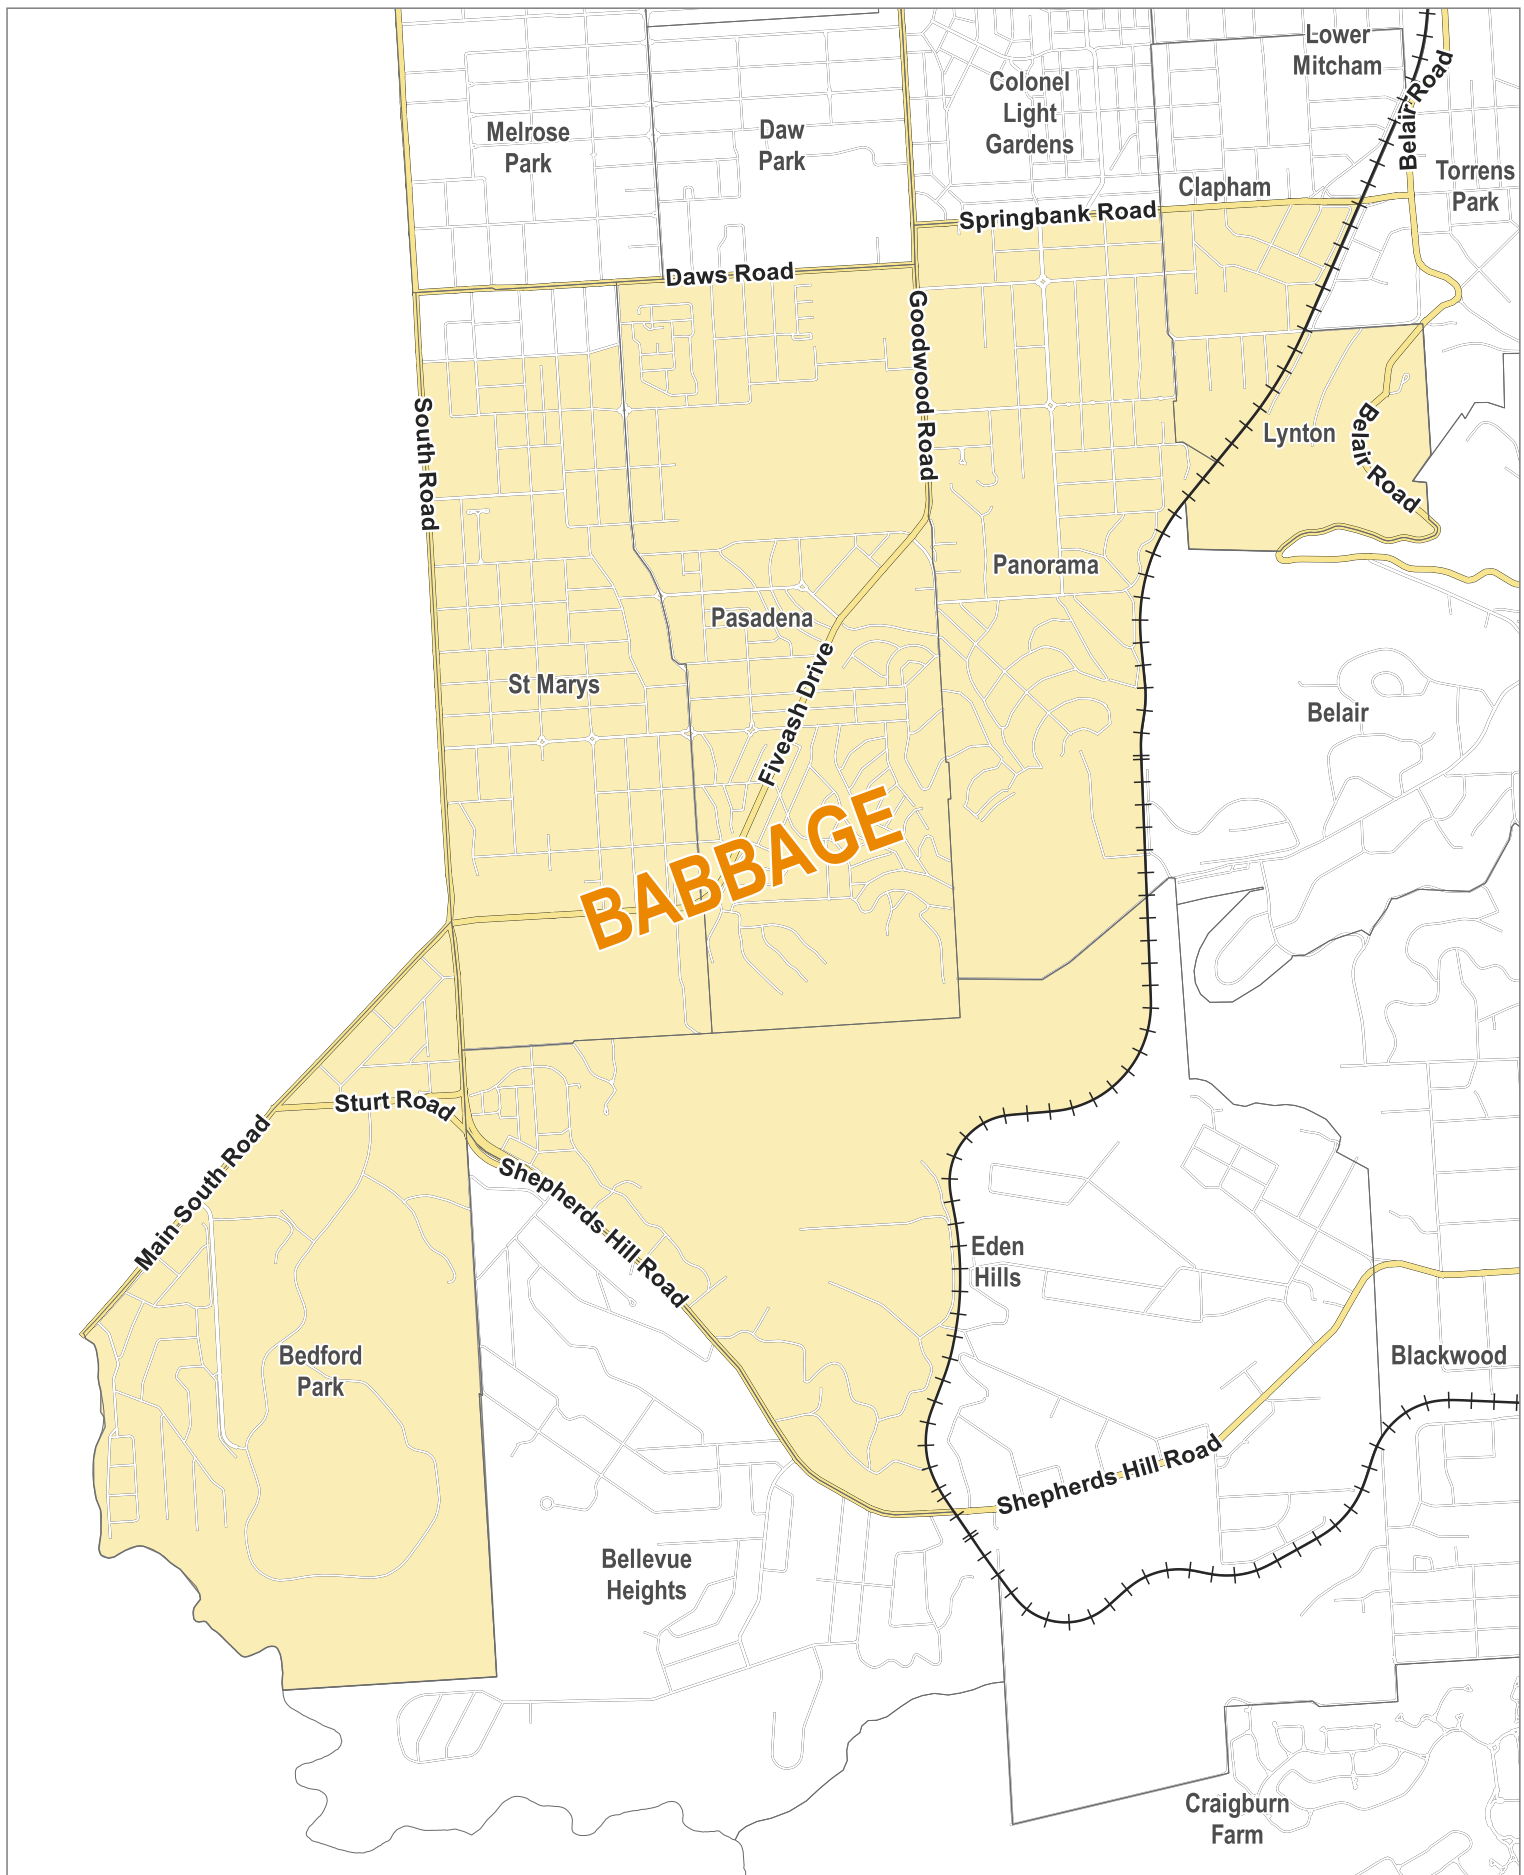 Lower
Mitcham
Belair Road
Colonel
Light
Gardens
Melrose
Park
Daw
Park
Torrens
Park
Clapham
Springbank Road
Daws Road
Goodwood Road
South Road
Lynton
Belair Road
Panorama
Pasadena
Fiveash Drive
St Marys
Belair
BABBAGE
Sturt Road
Main South Road
Shepherds Hill Road
Eden
Hills
Bedford
Park
Blackwood
Shepherds Hill Road
Bellevue
Heights
Craigburn
Farm